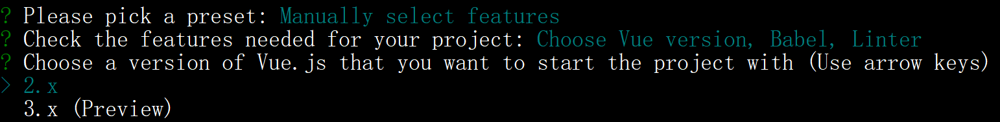 ? Please pick a preset: Manually select features
? Check the features needed for your project: Choose Vue version, Babel, Linter
? Choose a version of Vue.js that you want to start the project with (Use arrow keys)
> 2.x
  3.x (Preview)